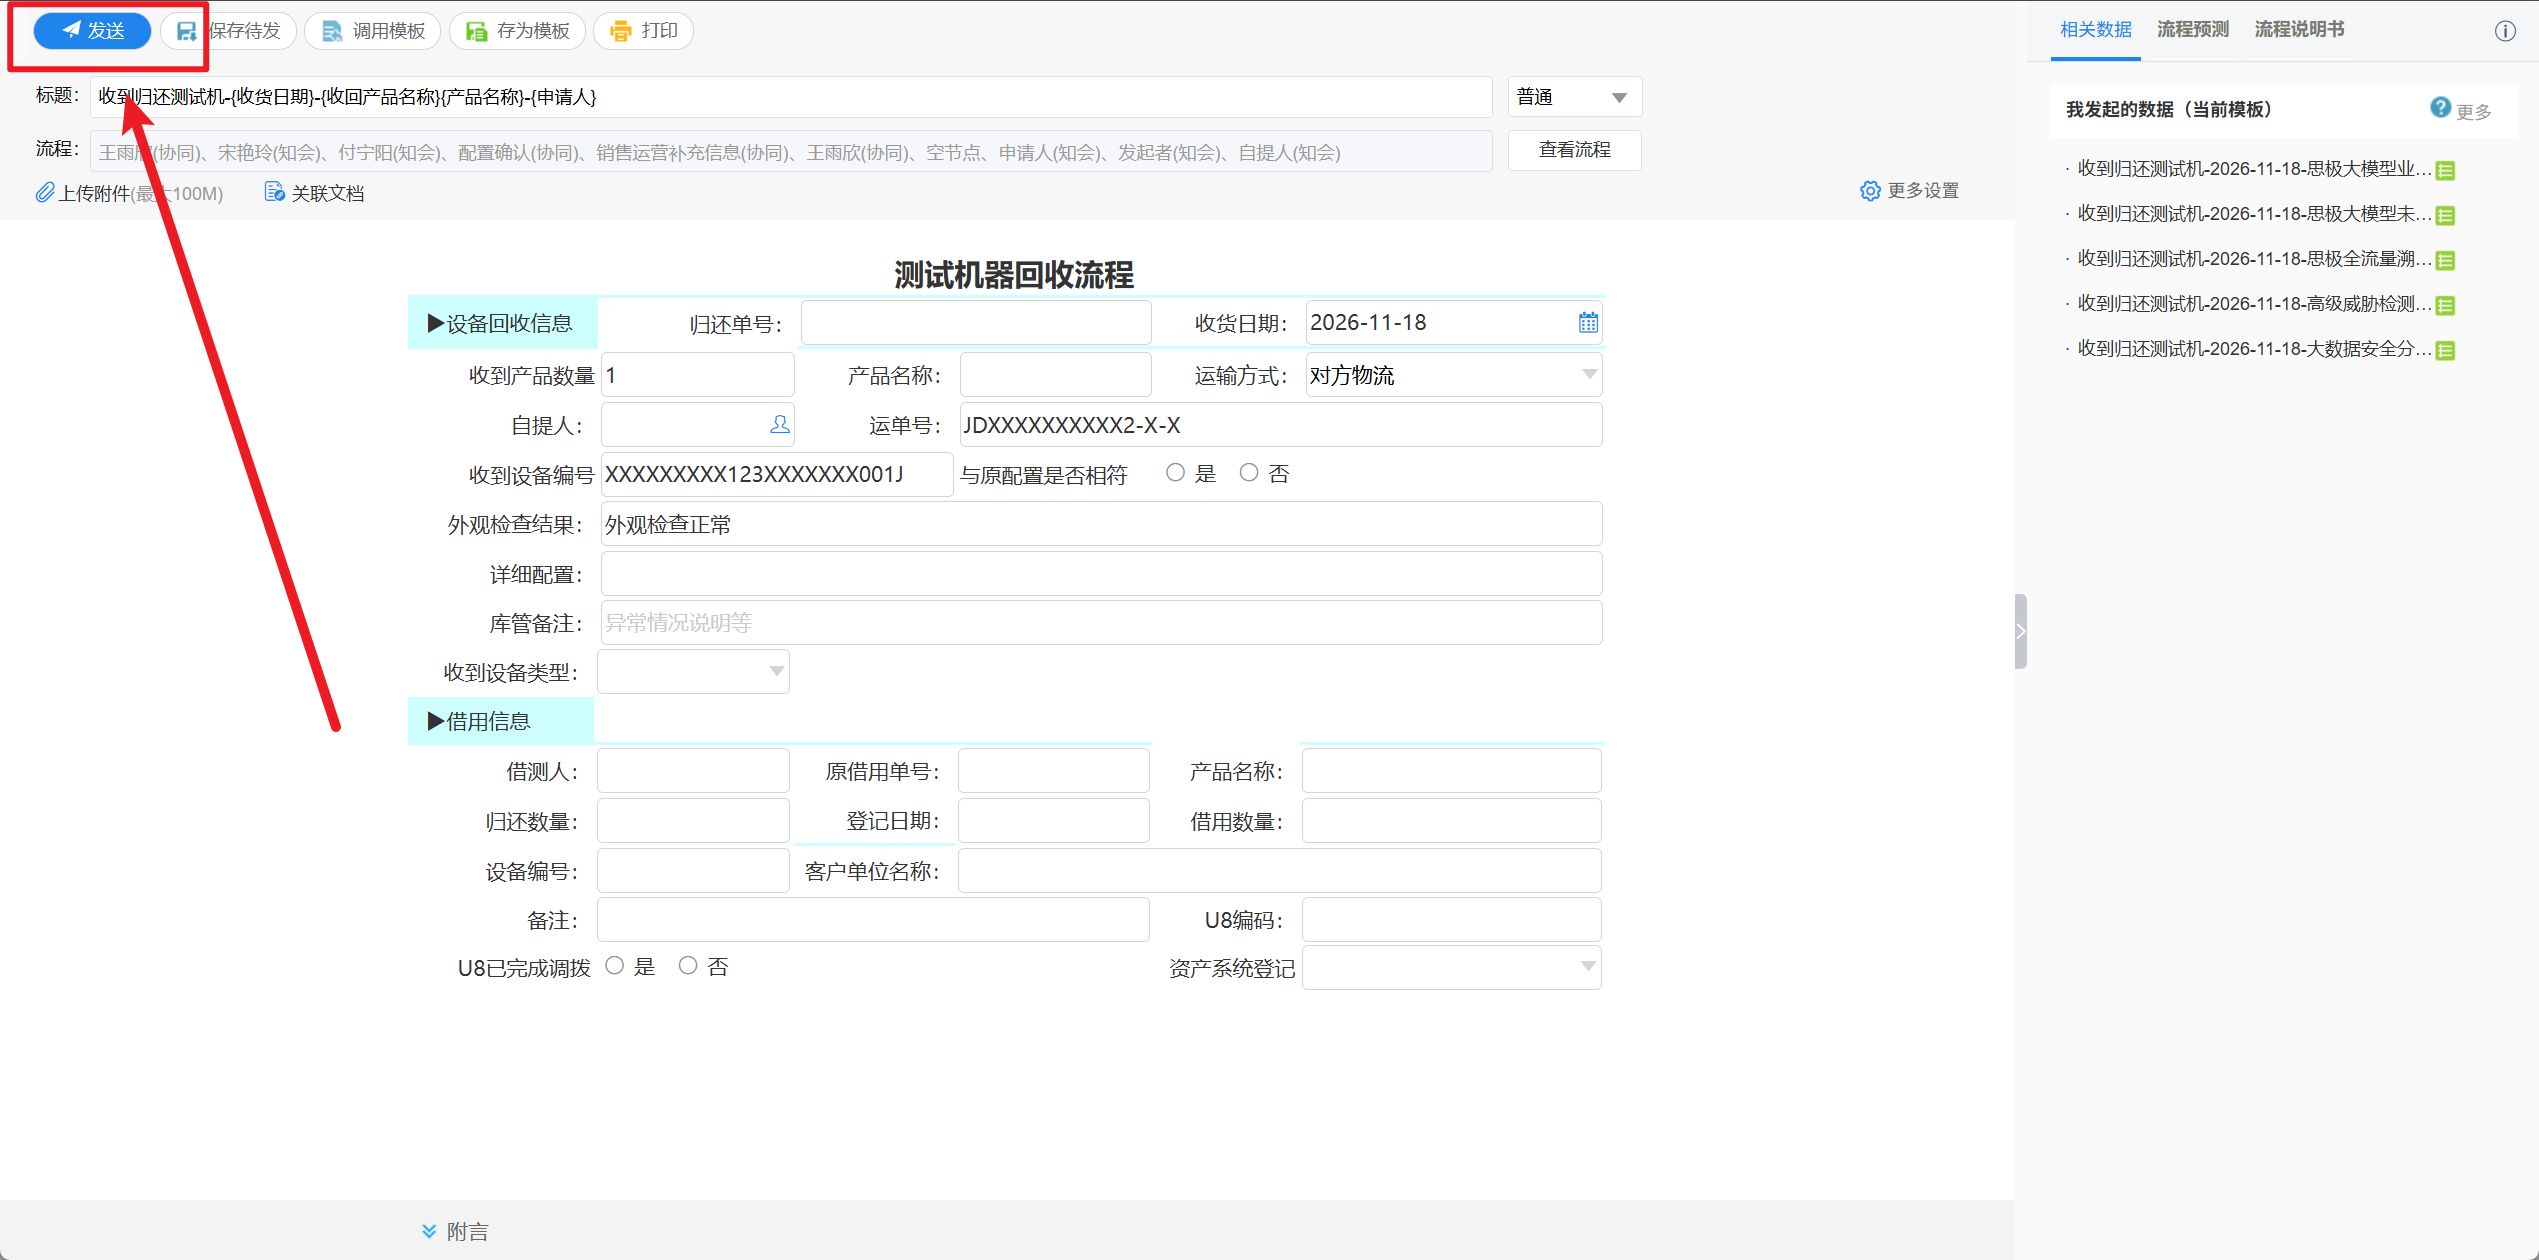 发送 保存待发 调用模板 存为模板 打印
标题： 收到归还测试机-{收货日期}-{收回产品名称}{产品名称}-{申请人} 普通
流程： 王雨欣(协同)、宋艳玲(知会)、付宁阳(知会)、配置确认(协同)、销售运营补充信息(协同)、王雨欣(协同)、空节点、申请人(知会)、发起者(知会)、自提人(知会) 查看流程
上传附件(最大100M) 关联文档 更多设置
测试机器回收流程
▶设备回收信息 归还单号： 收货日期： 2026-11-18
收到产品数量 1 产品名称： 运输方式： 对方物流
自提人： 运单号： JDXXXXXXXXXX2-X-X
收到设备编号 XXXXXXXXX123XXXXXXX001J 与原配置是否相符 是 否
外观检查结果： 外观检查正常
详细配置：
库管备注： 异常情况说明等
收到设备类型：
▶借用信息
借测人： 原借用单号： 产品名称：
归还数量： 登记日期： 借用数量：
设备编号： 客户单位名称：
备注： U8编码：
U8已完成调拨 是 否 资产系统登记
附言
相关数据 流程预测 流程说明书
我发起的数据（当前模板） 更多
· 收到归还测试机-2026-11-18-思极大模型业...
· 收到归还测试机-2026-11-18-思极大模型未...
· 收到归还测试机-2026-11-18-思极全流量溯...
· 收到归还测试机-2026-11-18-高级威胁检测...
· 收到归还测试机-2026-11-18-大数据安全分...